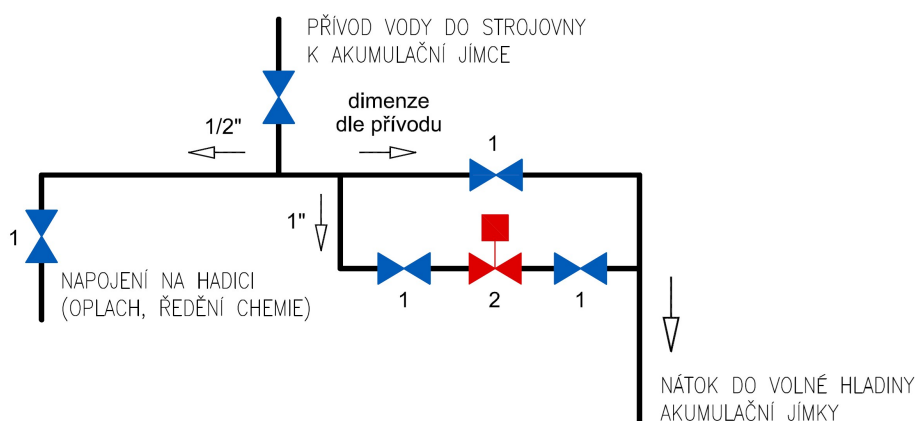 PŘÍVOD VODY DO STROJOVNY
K AKUMULAČNÍ JÍMCE
dimenze
dle přívodu
1/2"
1
1"
1
NAPOJENÍ NA HADICI
(OPLACH, ŘEDĚNÍ CHEMIE)
1
2
1
NÁTOK DO VOLNÉ HLADINY
AKUMULAČNÍ JÍMKY